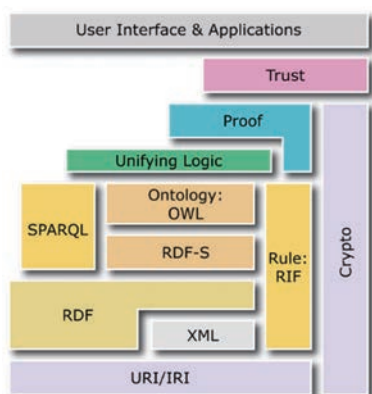 User Interface & Applications
Trust
Proof
Unifying Logic
Ontology:
OWL
SPARQL
RDF-S
Rule:
RIF
Crypto
RDF
XML
URI/IRI